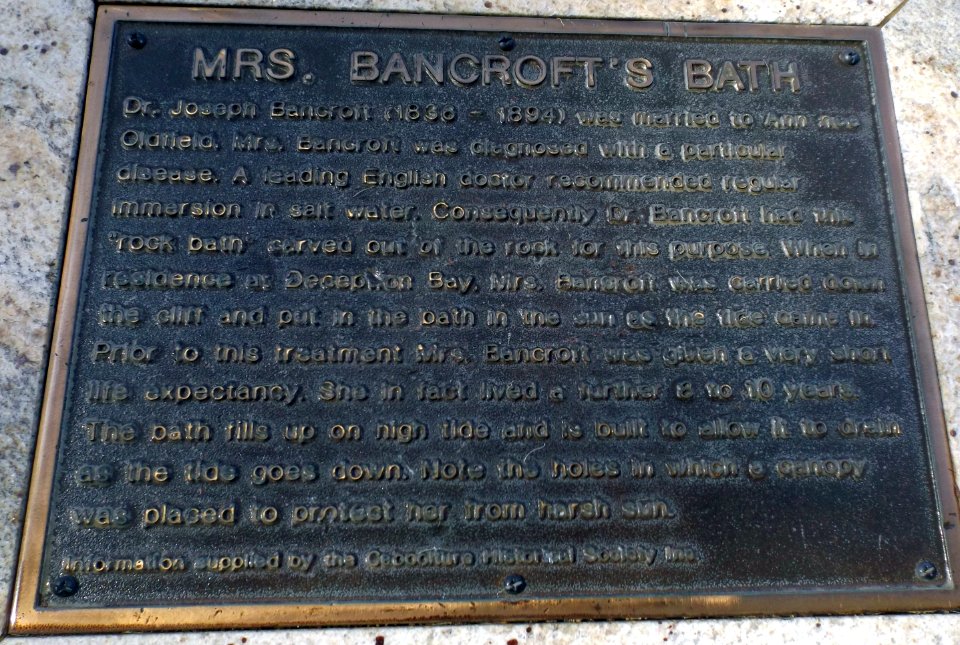 MRS. BANCROFT'S BATH
Dr. Joseph Bancroft (1836 - 1894) was married to Ann nee
Oldfield. Mrs. Bancroft was diagnosed with a particular
disease. A leading English doctor recommended regular
immersion in salt water. Consequently Dr. Bancroft had this
"rock bath" carved out of the rock for this purpose. When in
residence at Deception Bay, Mrs. Bancroft was carried down
the cliff and put in the bath in the sun as the tide came in.
Prior to this treatment Mrs. Bancroft was given a very short
life expectancy. She in fact lived a further 8 to 10 years.
The bath fills up on high tide and is built to allow it to drain
as the tide goes down. Note the holes in which a canopy
was placed to protect her from harsh sun.
Information supplied by the Caboolture Historical Society Inc.